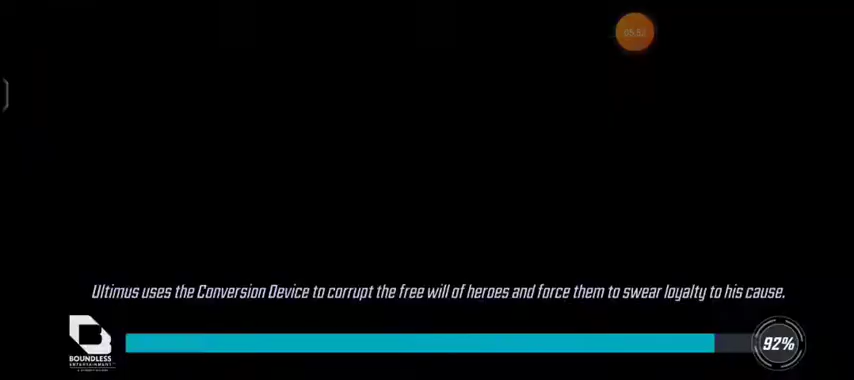 Ultimus uses the Conversion Device to corrupt the free will of heroes and force them to swear loyalty to his cause.
92%
BOUNDLESS
ENTERTAINMENT